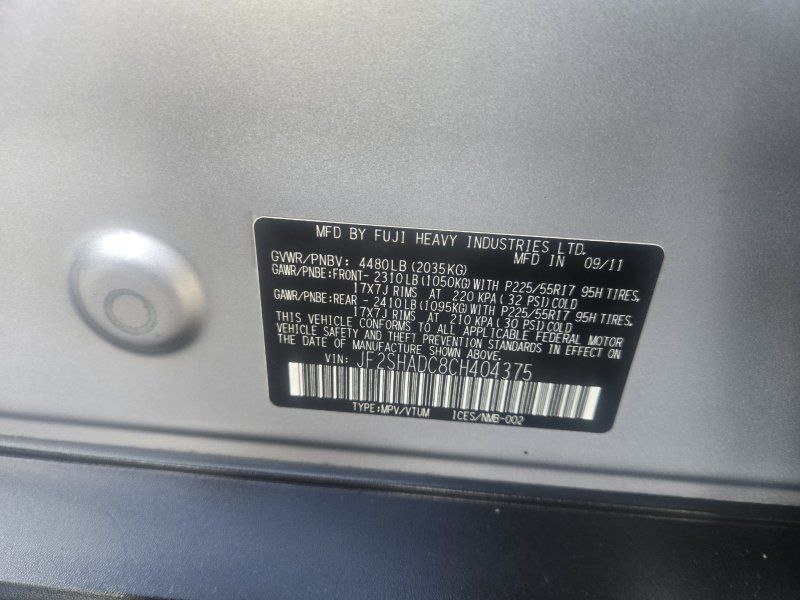 MFD BY FUJI HEAVY INDUSTRIES LTD.
MFD IN 09/11
GVWR/PNBV: 4480LB (2035KG)
GAWR/PNBE:FRONT- 2310LB (1050KG) WITH P225/55R17 95H TIRES,
17X7J RIMS AT 220 KPA ( 32 PSI) COLD
GAWR/PNBE:REAR - 2410LB (1095KG) WITH P225/55R17 95H TIRES,
17X7J RIMS AT 210 KPA ( 30 PSI) COLD
THIS VEHICLE CONFORMS TO ALL APPLICABLE FEDERAL MOTOR
VEHICLE SAFETY AND THEFT PREVENTION STANDARDS IN EFFECT ON
THE DATE OF MANUFACTURE SHOWN ABOVE.
VIN: JF2SHADC8CH404375
TYPE:MPV/VTUM ICES/NMB-002